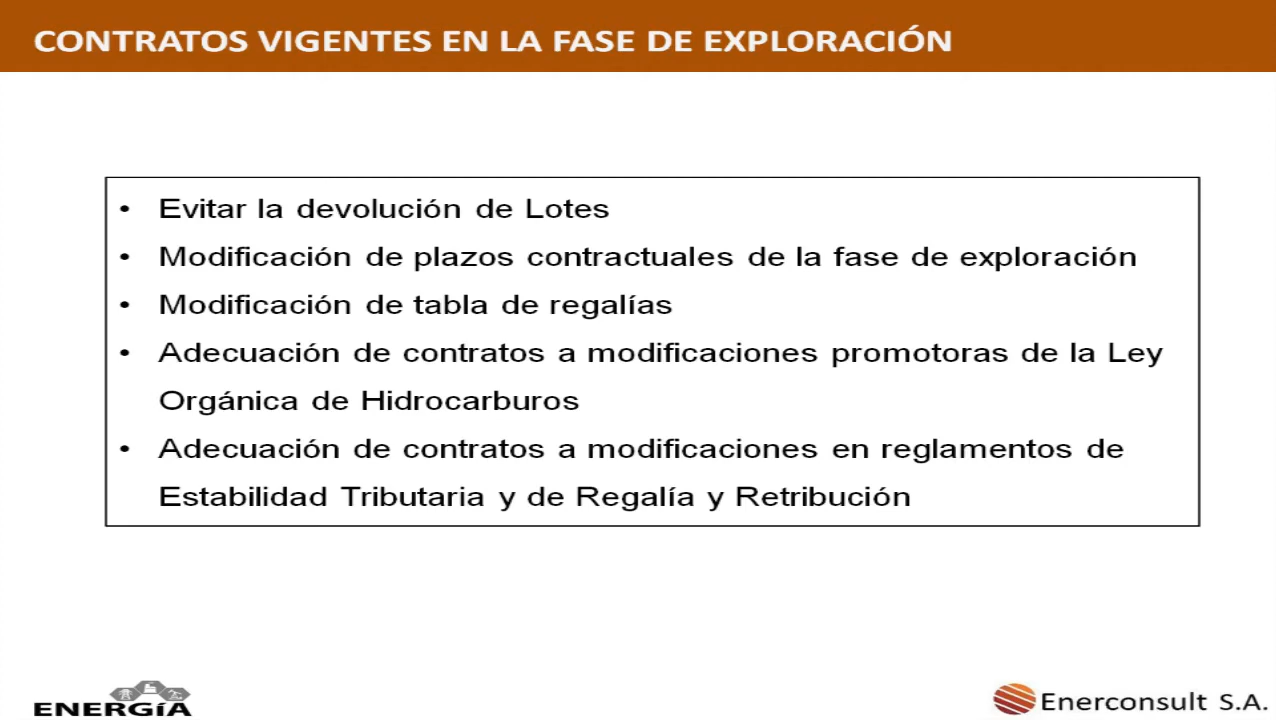 CONTRATOS VIGENTES EN LA FASE DE EXPLORACIÓN
• Evitar la devolución de Lotes
• Modificación de plazos contractuales de la fase de exploración
• Modificación de tabla de regalías
• Adecuación de contratos a modificaciones promotoras de la Ley
Orgánica de Hidrocarburos
• Adecuación de contratos a modificaciones en reglamentos de
Estabilidad Tributaria y de Regalía y Retribución
ENERGÍA
Enerconsult S.A.